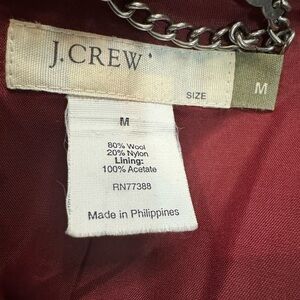 J.CREW
SIZE
M
M
80% Wool
20% Nylon
Lining:
100% Acetate
RN77388
Made in Philippines